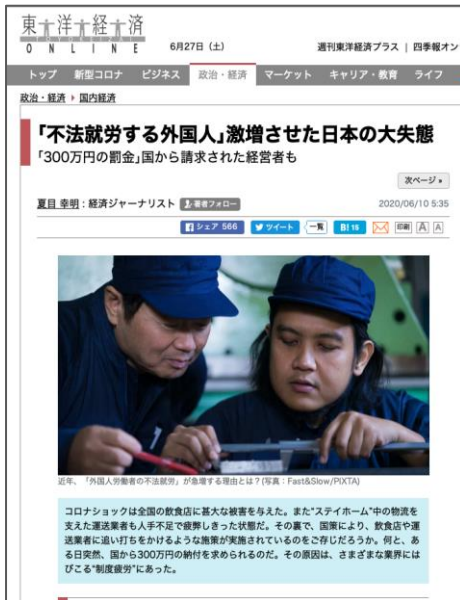 東洋経済
TOYOKEIZAI
ONLINE
6月27日（土）
週刊東洋経済プラス | 四季報オン
トップ 新型コロナ ビジネス 政治・経済 マーケット キャリア・教育 ライフ
政治・経済 ▸ 国内経済
「不法就労する外国人」激増させた日本の大失態
「300万円の罰金」国から請求された経営者も
次ページ »
夏目 幸明：経済ジャーナリスト 著者フォロー
2020/06/10 5:35
シェア 566 ツイート 一覧 B! 15 印刷 A A
近年、「外国人労働者の不法就労」が急増する理由とは？(写真：Fast&Slow/PIXTA)
コロナショックは全国の飲食店に甚大な被害を与えた。また“ステイホーム”中の物流を
支えた運送業者も人手不足で疲弊しきった状態だ。その裏で、国策により、飲食店や運
送業者に追い打ちをかけるような施策が実施されているのをご存じだろうか。何と、あ
る日突然、国から300万円の納付を求められるのだ。その原因は、さまざまな業界には
びこる“制度疲労”にあった。